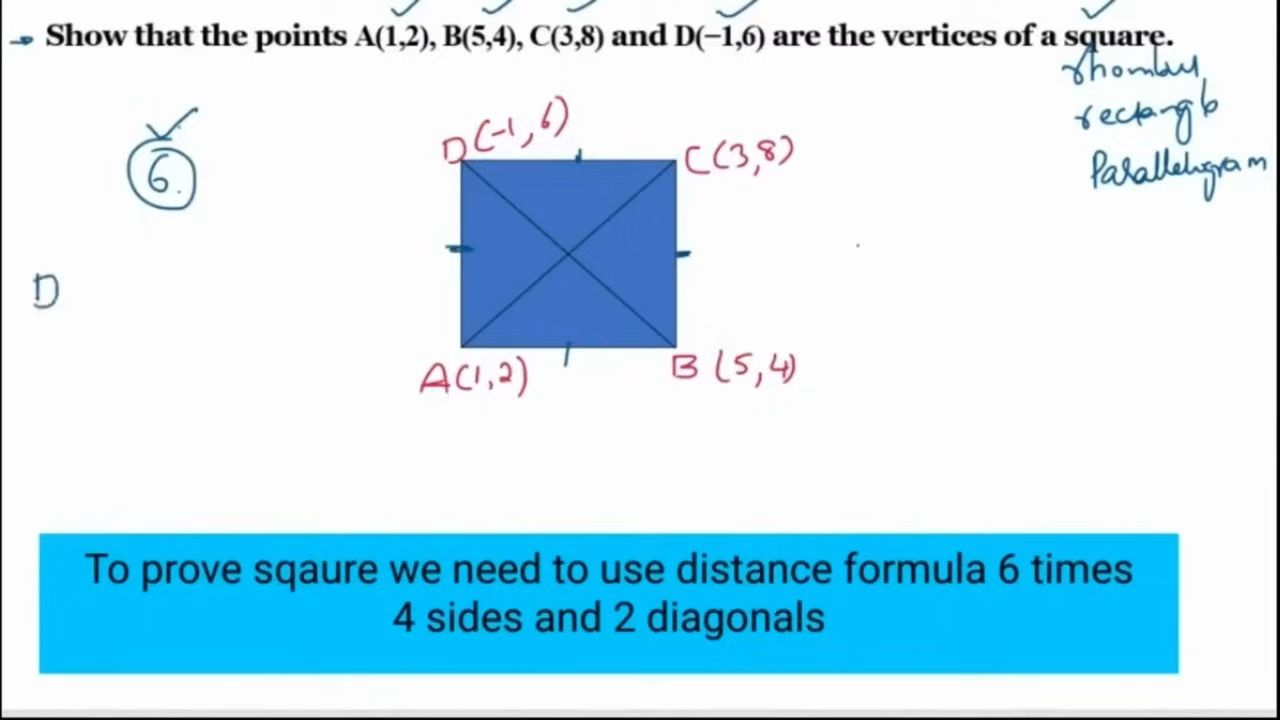 Show that the points A(1,2), B(5,4), C(3,8) and D(−1,6) are the vertices of a square.
rhombus
rectangle
Parallelogram
6.
D(-1,6)
C(3,8)
D
A(1,2)
B(5,4)
To prove sqaure we need to use distance formula 6 times
4 sides and 2 diagonals